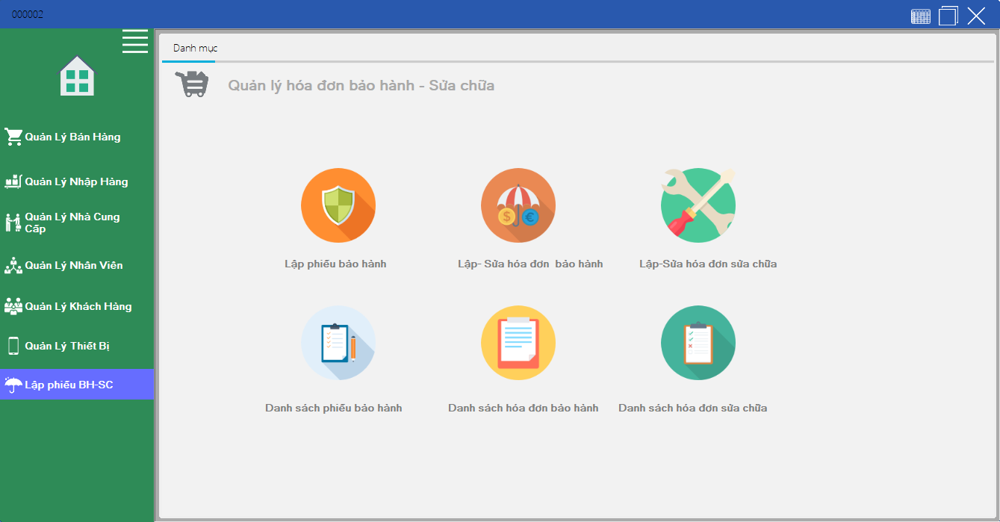 000002
Danh mục
Quản lý hóa đơn bảo hành - Sửa chữa
Quản Lý Bán Hàng
Quản Lý Nhập Hàng
Quản Lý Nhà Cung
Cấp
Quản Lý Nhân Viên
Quản Lý Khách Hàng
Quản Lý Thiết Bị
Lập phiếu BH-SC
Lập phiếu bảo hành
Lập- Sửa hóa đơn  bảo hành
Lập-Sửa hóa đơn sửa chữa
Danh sách phiếu bảo hành
Danh sách hóa đơn bảo hành
Danh sách hóa đơn sửa chữa